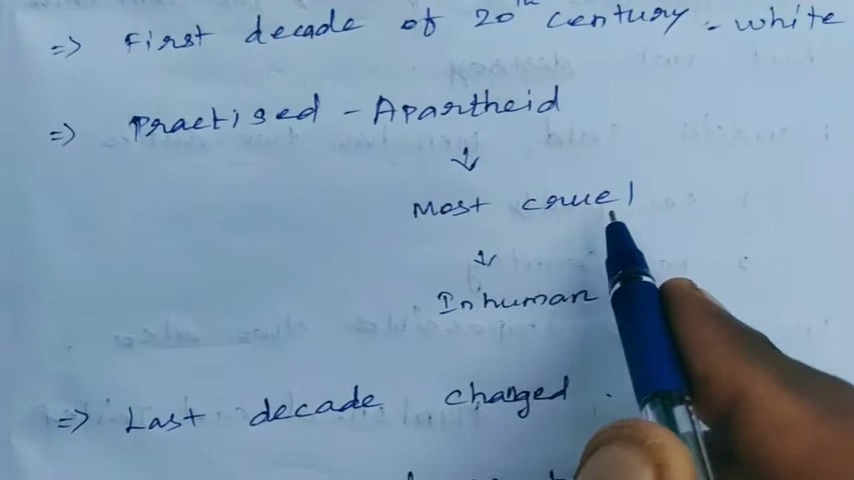 => First decade of 20th century . white
=> Practised - Apartheid
↓
Most cruel
↓
Inhuman
=> Last decade changed .